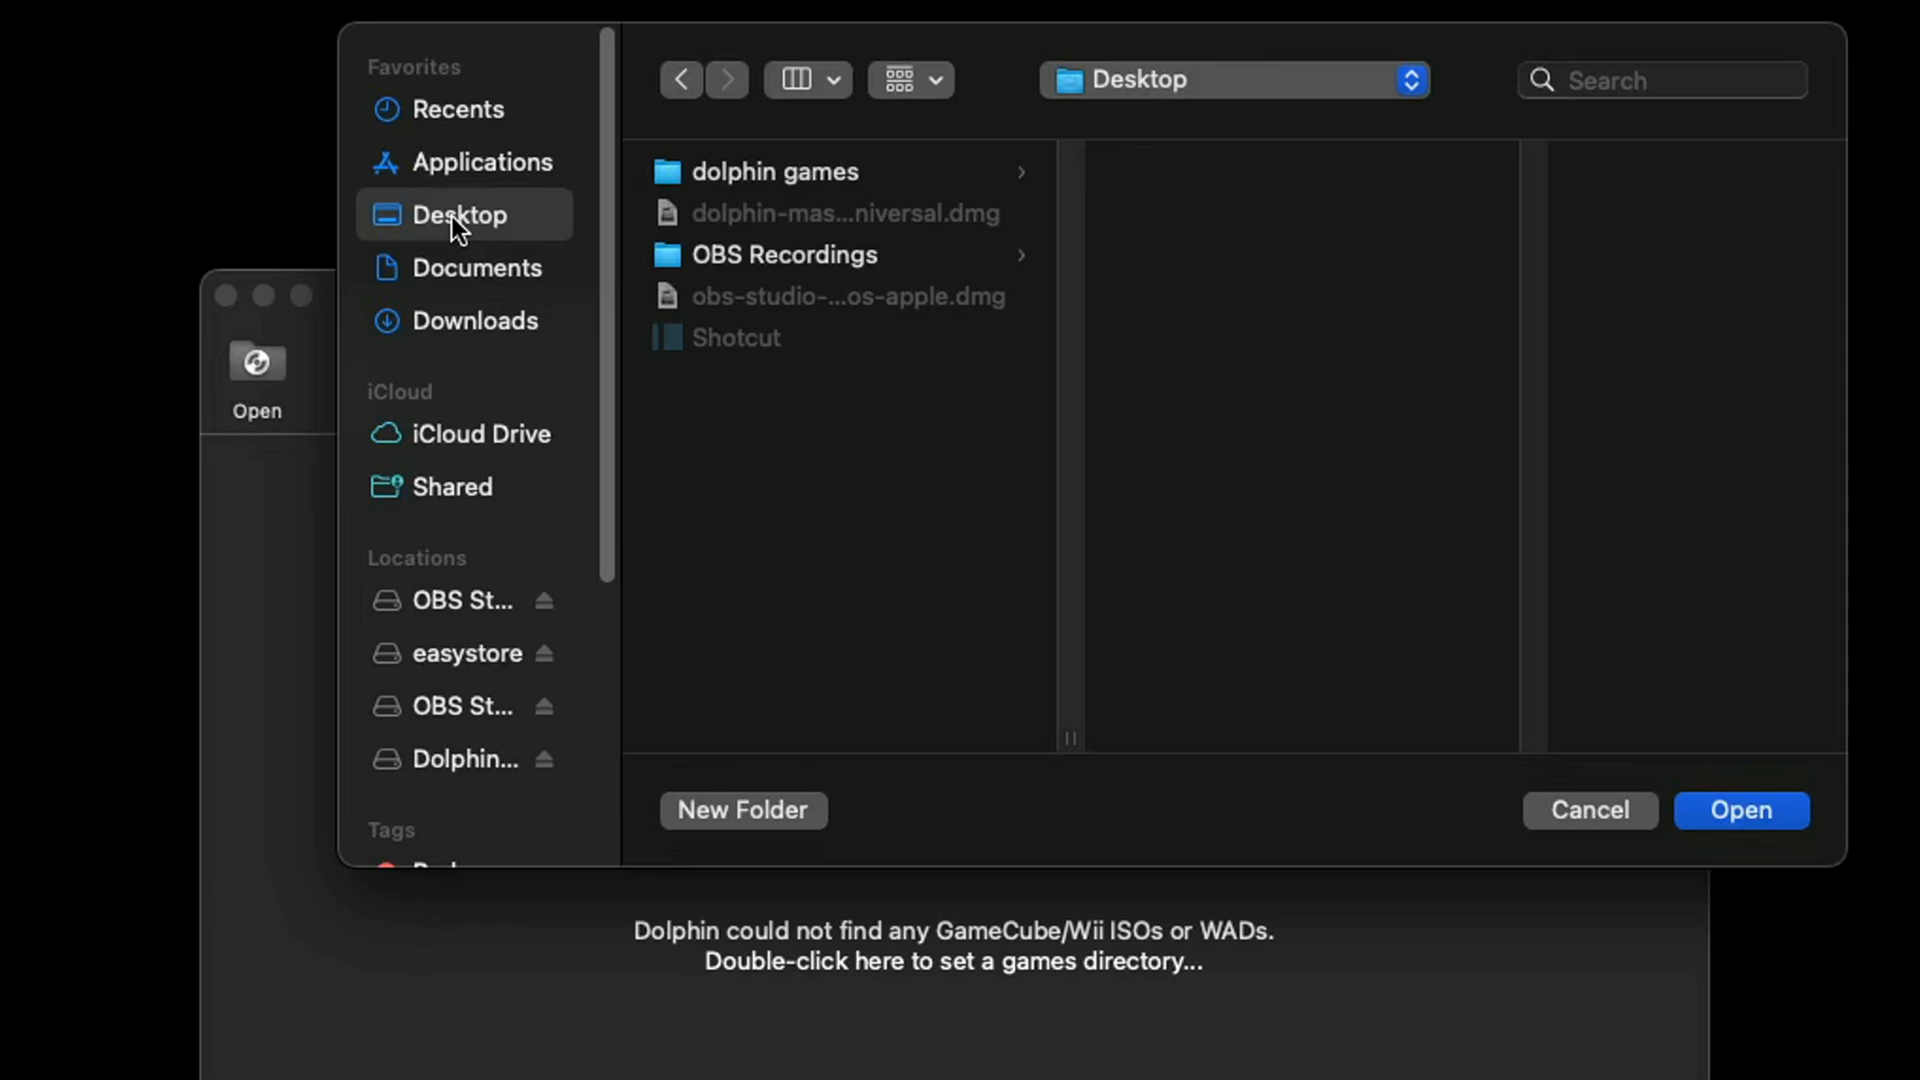 Favorites
Recents
Applications
Desktop
Documents
Downloads
iCloud
iCloud Drive
Shared
Locations
OBS St...
easystore
OBS St...
Dolphin...
Tags
Desktop
Search
dolphin games
dolphin-mas...niversal.dmg
OBS Recordings
obs-studio-...os-apple.dmg
Shotcut
New Folder
Cancel
Open
Open
Dolphin could not find any GameCube/Wii ISOs or WADs.
Double-click here to set a games directory...